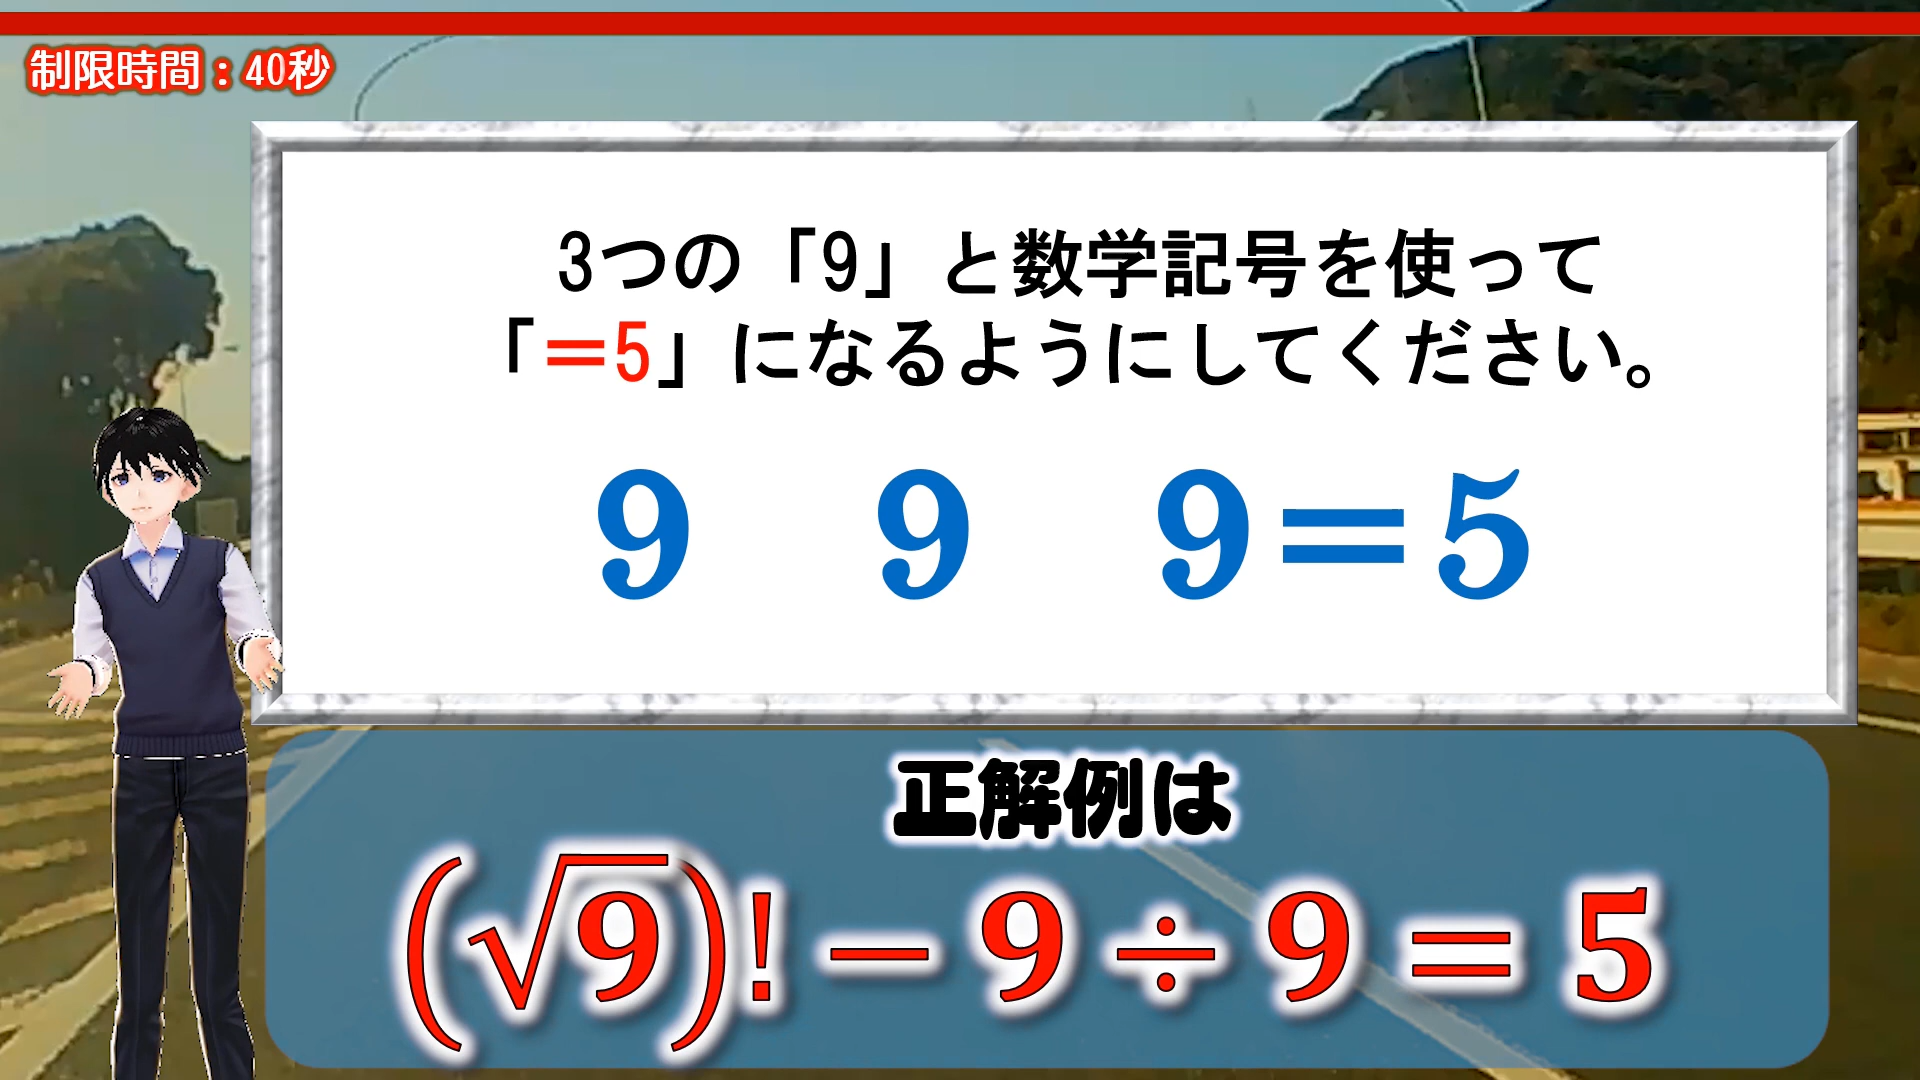 制限時間：40秒
3つの「9」と数学記号を使って
「＝5」になるようにしてください。
9 9 9＝5
正解例は
(√9)!－9÷9＝5